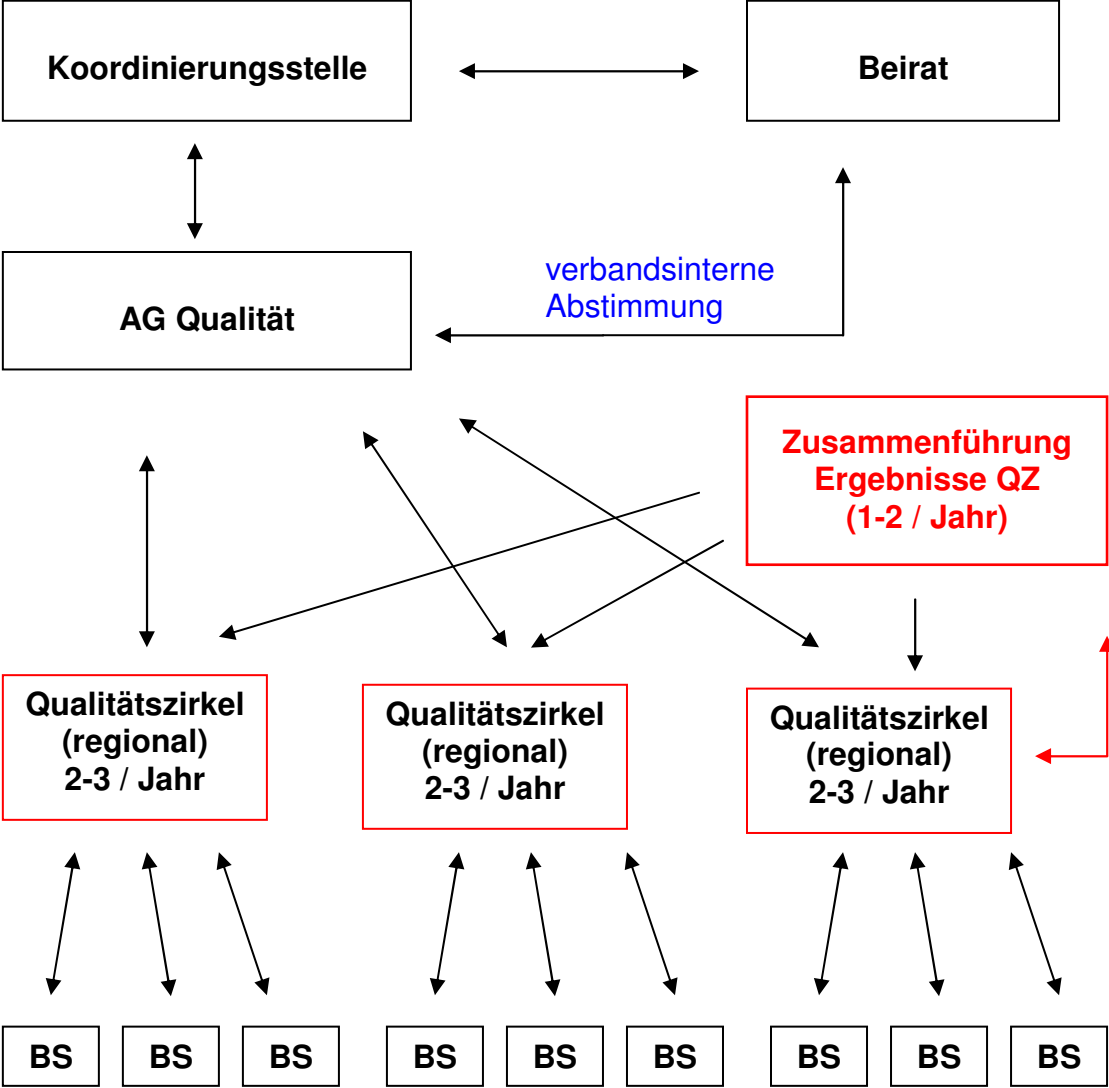 Koordinierungsstelle
Beirat
verbandsinterne
Abstimmung
AG Qualität
Zusammenführung
Ergebnisse QZ
(1-2 / Jahr)
Qualitätszirkel
(regional)
2-3 / Jahr
Qualitätszirkel
(regional)
2-3 / Jahr
Qualitätszirkel
(regional)
2-3 / Jahr
BS
BS
BS
BS
BS
BS
BS
BS
BS